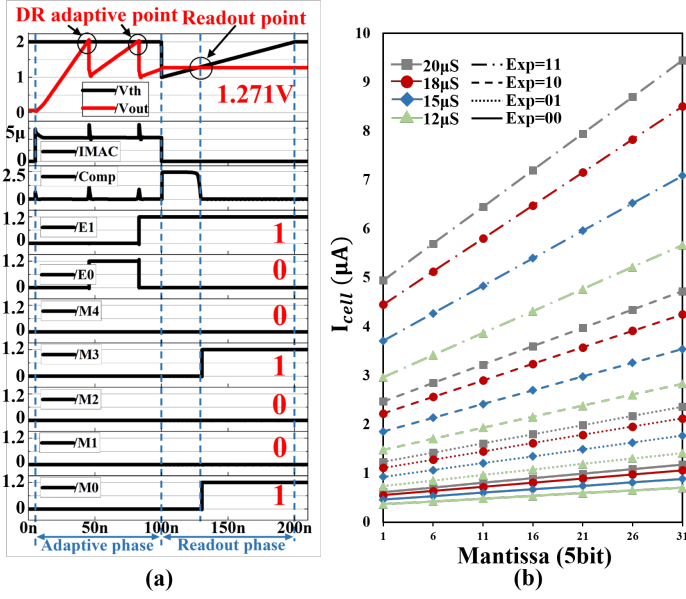 DR adaptive point Readout point
2
1
0
/Vth
/Vout
1.271V
5μ
0
/IMAC
2.5
0
/Comp
1.2
0
/E1
1
1.2
0
/E0
0
1.2
0
/M4
0
1.2
0
/M3
1
1.2
0
/M2
0
1.2
0
/M1
0
1.2
0
/M0
1
0n 50n 100n 150n 200n
Adaptive phase Readout phase
(a)
10
9
8
7
6
5
4
3
2
1
0
Icell (μA)
20μS Exp=11
18μS Exp=10
15μS Exp=01
12μS Exp=00
1 6 11 16 21 26 31
Mantissa (5bit)
(b)